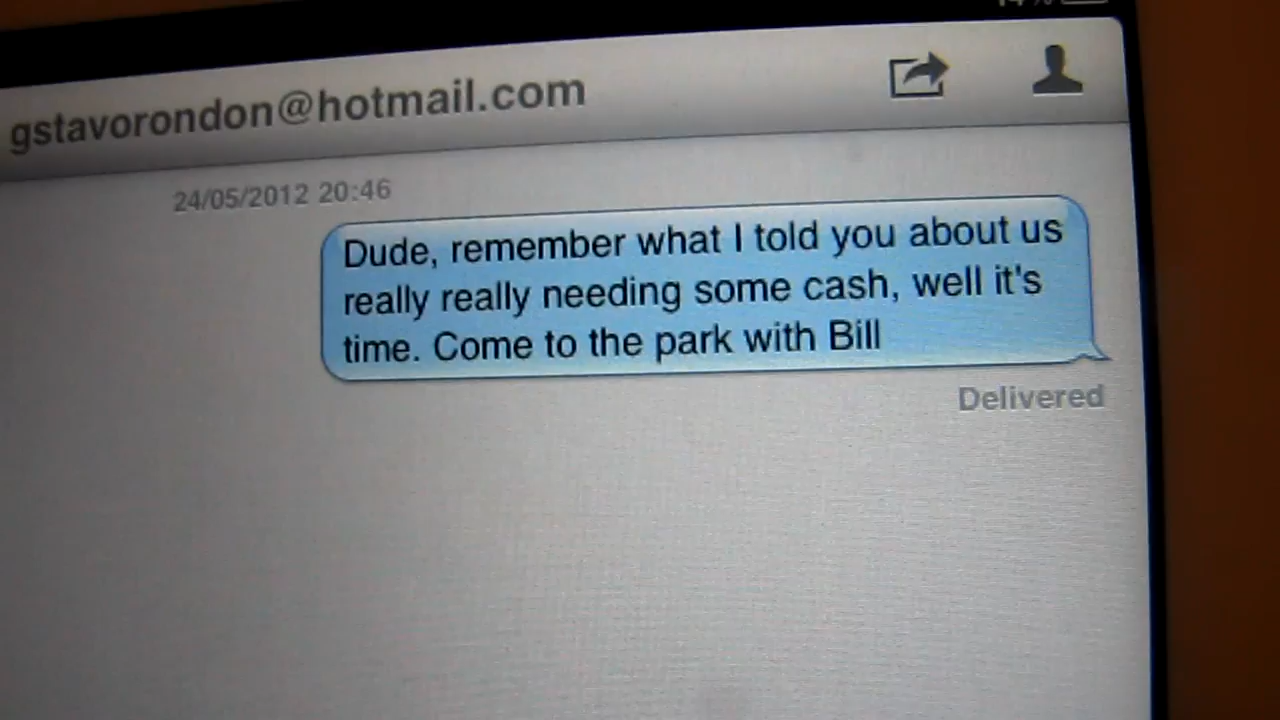 gstavorondon@hotmail.com
24/05/2012 20:46
Dude, remember what I told you about us
really really needing some cash, well it's
time. Come to the park with Bill
Delivered